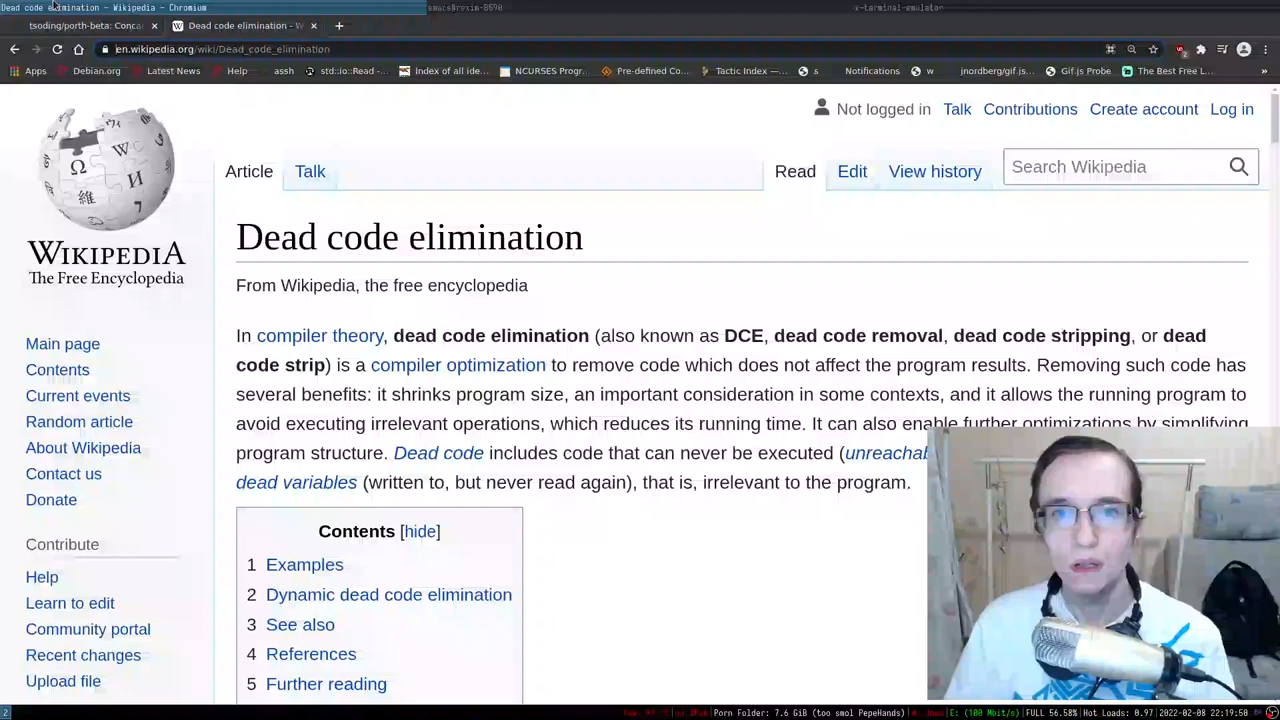 Dead code elimination - Wikipedia - Chromium
tsoding/porth-beta: Conca
Dead code elimination - W
en.wikipedia.org/wiki/Dead_code_elimination
Apps
Debian.org
Latest News
Help
assh
std::io::Read -...
Index of all ide...
NCURSES Progr...
Pre-defined Co...
Tactic Index —...
s
Notifications
w
jnordberg/gif.js...
Gif.js Probe
The Best Free L...
»
Not logged in Talk Contributions Create account Log in
Article Talk Read Edit View history Search Wikipedia
WIKIPEDIA
The Free Encyclopedia
Main page
Contents
Current events
Random article
About Wikipedia
Contact us
Donate
Contribute
Help
Learn to edit
Community portal
Recent changes
Upload file
Dead code elimination
From Wikipedia, the free encyclopedia
In compiler theory, dead code elimination (also known as DCE, dead code removal, dead code stripping, or dead
code strip) is a compiler optimization to remove code which does not affect the program results. Removing such code has
several benefits: it shrinks program size, an important consideration in some contexts, and it allows the running program to
avoid executing irrelevant operations, which reduces its running time. It can also enable further optimizations by simplifying
program structure. Dead code includes code that can never be executed (
dead variables (written to, but never read again), that is, irrelevant to the program.
Contents [hide]
1 Examples
2 Dynamic dead code elimination
3 See also
4 References
5 Further reading
2
Porn Folder: 7.6 GiB (too smol PepeHands)
E: (100 Mbit/s)
FULL 56.58%
Hot Loads: 0.97
2022-02-08 22:19:50